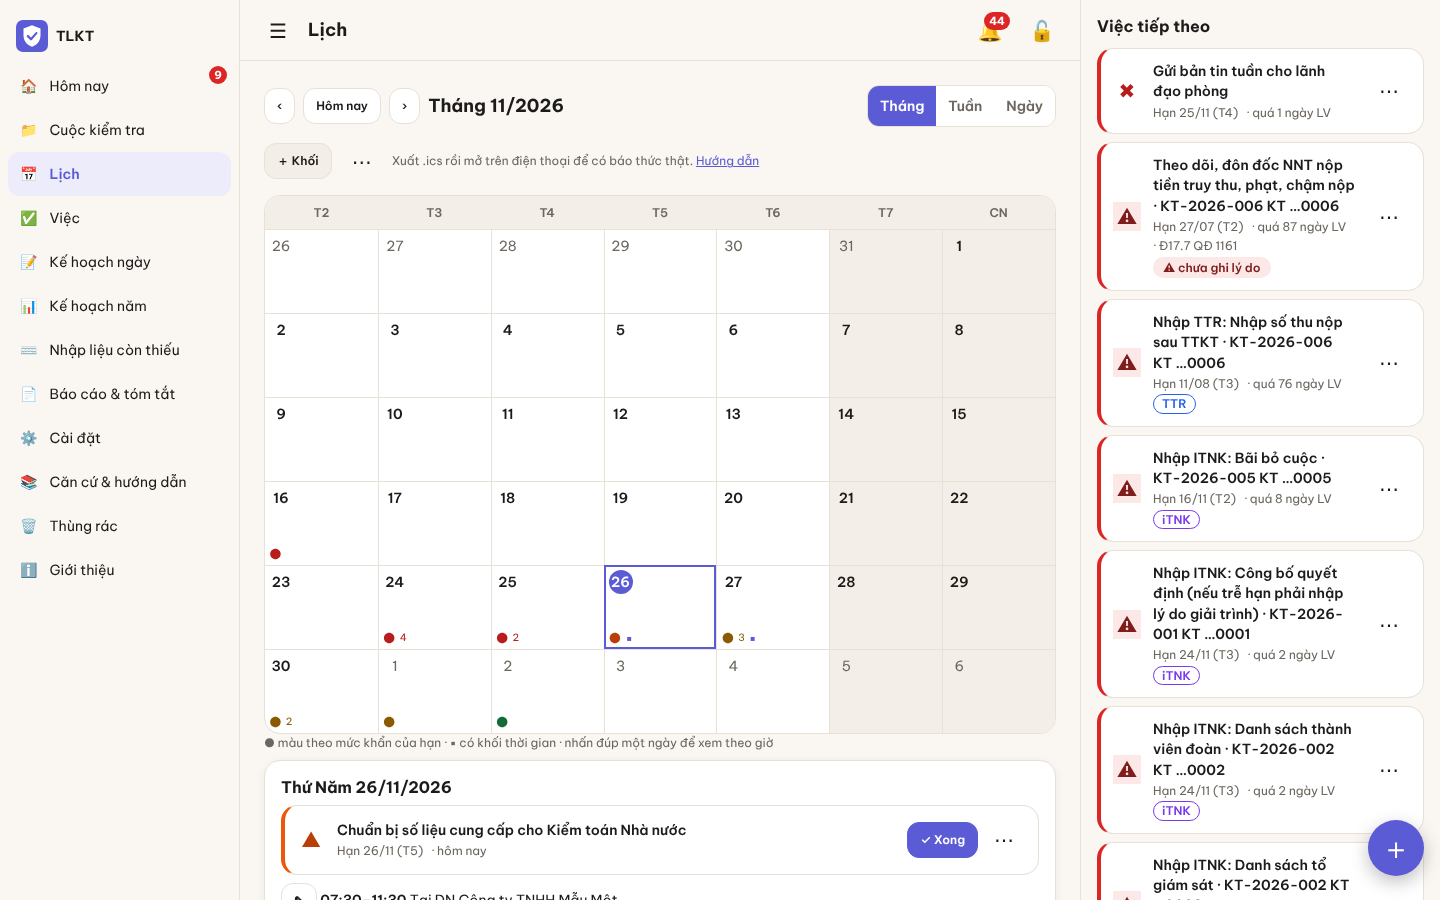 TLKT
Hôm nay
9
Cuộc kiểm tra
Lịch
Việc
Kế hoạch ngày
Kế hoạch năm
Nhập liệu còn thiếu
Báo cáo & tóm tắt
Cài đặt
Căn cứ & hướng dẫn
Thùng rác
Giới thiệu
☰ Lịch
44
‹ Hôm nay › Tháng 11/2026
Tháng Tuần Ngày
+ Khối ⋯ Xuất .ics rồi mở trên điện thoại để có báo thức thật. Hướng dẫn
T2 T3 T4 T5 T6 T7 CN
26 27 28 29 30 31 1
2 3 4 5 6 7 8
9 10 11 12 13 14 15
16 17 18 19 20 21 22
23 24 25 26 27 28 29
4 2 3
30 1 2 3 4 5 6
2
● màu theo mức khẩn của hạn · ▪ có khối thời gian · nhấn đúp một ngày để xem theo giờ
Thứ Năm 26/11/2026
Chuẩn bị số liệu cung cấp cho Kiểm toán Nhà nước
Hạn 26/11 (T5) · hôm nay
✓ Xong ⋯
07:30–11:30 Tại DN Công ty TNHH Mẫu Một
Việc tiếp theo
Gửi bản tin tuần cho lãnh
đạo phòng
Hạn 25/11 (T4) · quá 1 ngày LV
Theo dõi, đôn đốc NNT nộp
tiền truy thu, phạt, chậm nộp
· KT-2026-006 KT …0006
Hạn 27/07 (T2) · quá 87 ngày LV
· Đ17.7 QĐ 1161
⚠ chưa ghi lý do
Nhập TTR: Nhập số thu nộp
sau TTKT · KT-2026-006
KT …0006
Hạn 11/08 (T3) · quá 76 ngày LV
TTR
Nhập ITNK: Bãi bỏ cuộc ·
KT-2026-005 KT …0005
Hạn 16/11 (T2) · quá 8 ngày LV
iTNK
Nhập ITNK: Công bố quyết
định (nếu trễ hạn phải nhập
lý do giải trình) · KT-2026-
001 KT …0001
Hạn 24/11 (T3) · quá 2 ngày LV
iTNK
Nhập ITNK: Danh sách thành
viên đoàn · KT-2026-002
KT …0002
Hạn 24/11 (T3) · quá 2 ngày LV
iTNK
Nhập ITNK: Danh sách tổ
giám sát · KT-2026-002 KT